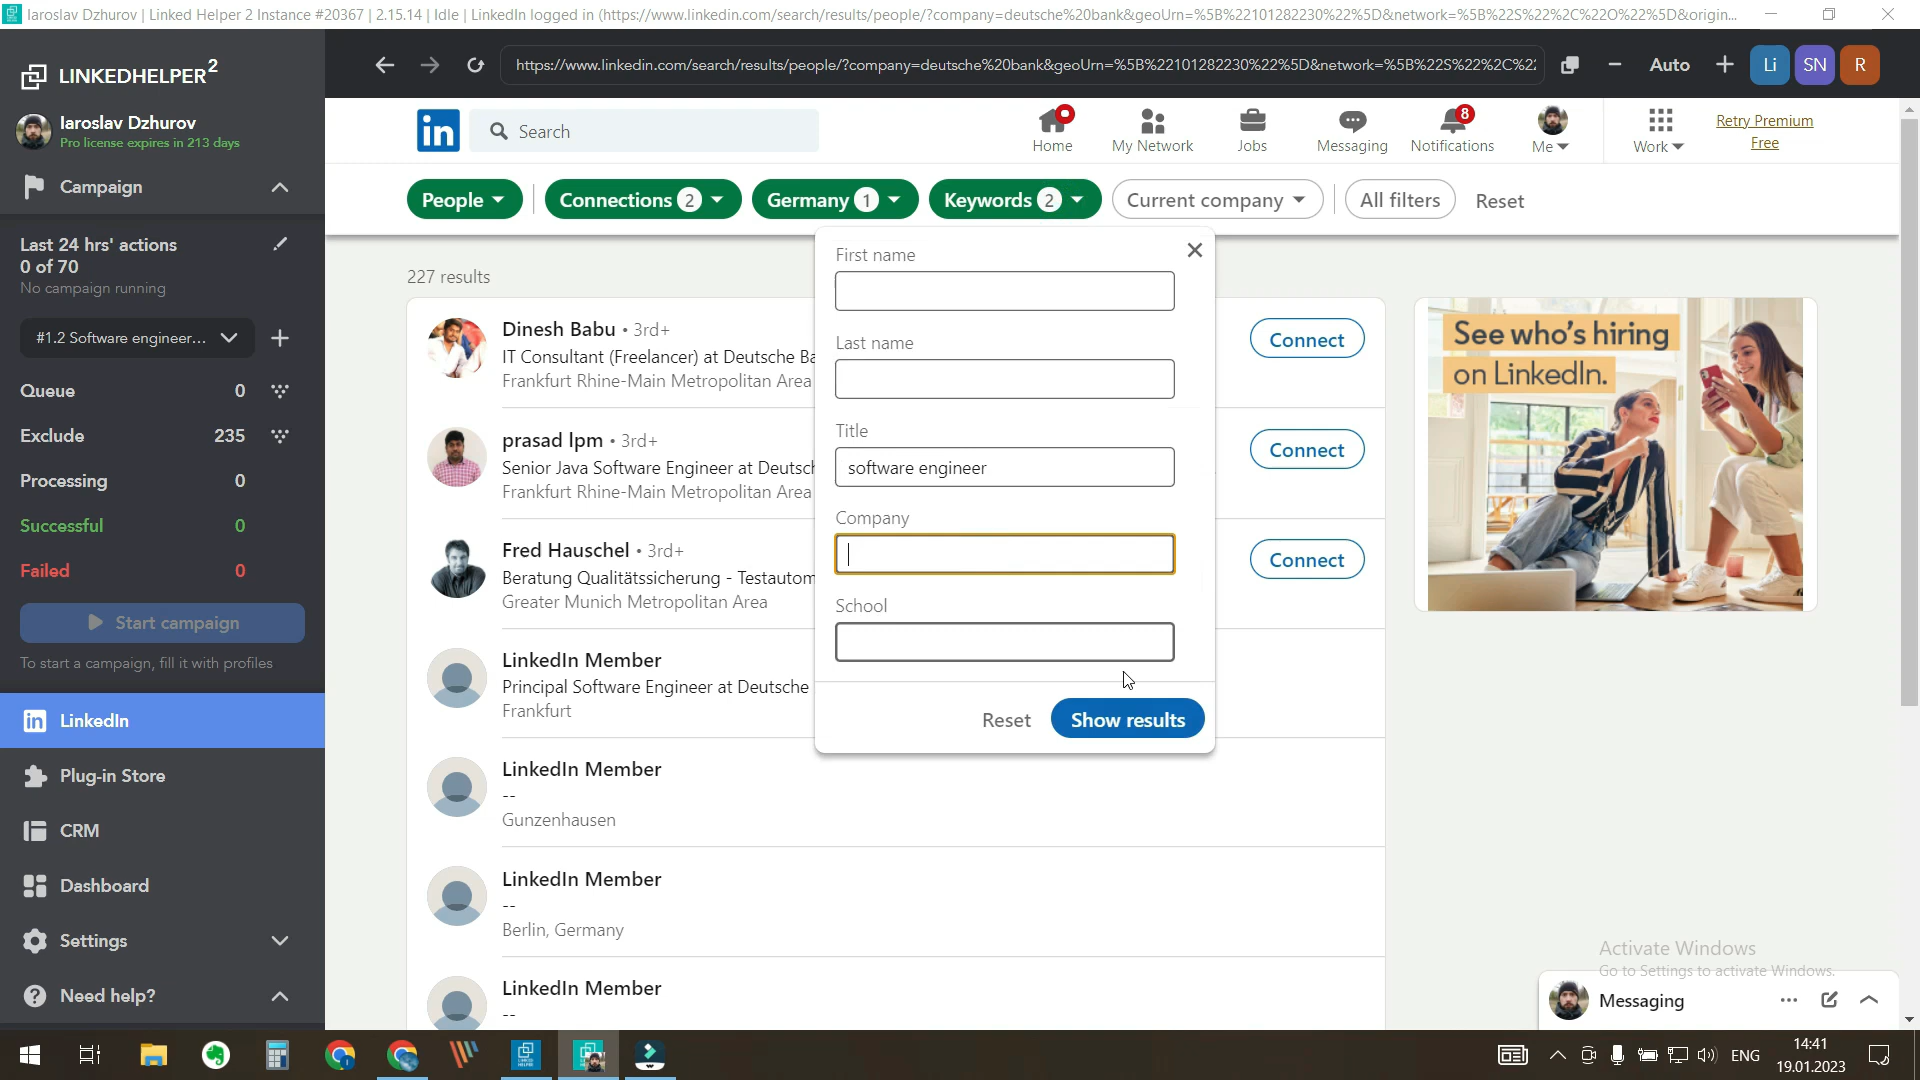 Iaroslav Dzhurov | Linked Helper 2 Instance #20367 | 2.15.14 | Idle | LinkedIn logged in (https://www.linkedin.com/search/results/people/?company=deutsche%20bank&geoUrn=%5B%22101282230%22%5D&network=%5B%22S%22%2C%22O%22%5D&origin...
LINKEDHELPER2
https://www.linkedin.com/search/results/people/?company=deutsche%20bank&geoUrn=%5B%22101282230%22%5D&network=%5B%22S%22%2C%22
Auto
Li
SN
R
Iaroslav Dzhurov
Pro license expires in 213 days
Campaign
Last 24 hrs' actions
0 of 70
No campaign running
#1.2 Software engineer...
Queue 0
Exclude 235
Processing 0
Successful 0
Failed 0
Start campaign
To start a campaign, fill it with profiles
LinkedIn
Plug-in Store
CRM
Dashboard
Settings
Need help?
in
Search
Home
My Network
Jobs
Messaging
8
Notifications
Me
Work
Retry Premium
Free
People
Connections 2
Germany 1
Keywords 2
Current company
All filters
Reset
227 results
Dinesh Babu • 3rd+
IT Consultant (Freelancer) at Deutsche Ba
Frankfurt Rhine-Main Metropolitan Area
Connect
prasad lpm • 3rd+
Senior Java Software Engineer at Deutsch
Frankfurt Rhine-Main Metropolitan Area
Connect
Fred Hauschel • 3rd+
Beratung Qualitätssicherung - Testautom
Greater Munich Metropolitan Area
Connect
LinkedIn Member
Principal Software Engineer at Deutsche
Frankfurt
LinkedIn Member
--
Gunzenhausen
LinkedIn Member
--
Berlin, Germany
LinkedIn Member
--
First name
Last name
Title
software engineer
Company
School
Reset
Show results
See who's hiring
on LinkedIn.
Activate Windows
Go to Settings to activate Windows.
Messaging
ENG
14:41
19.01.2023